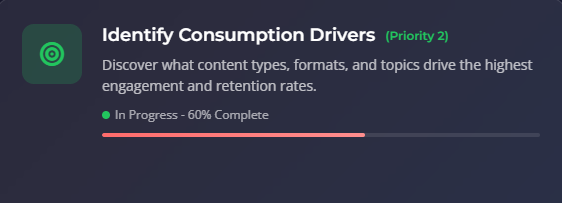 Identify Consumption Drivers (Priority 2)
Discover what content types, formats, and topics drive the highest
engagement and retention rates.
In Progress - 60% Complete